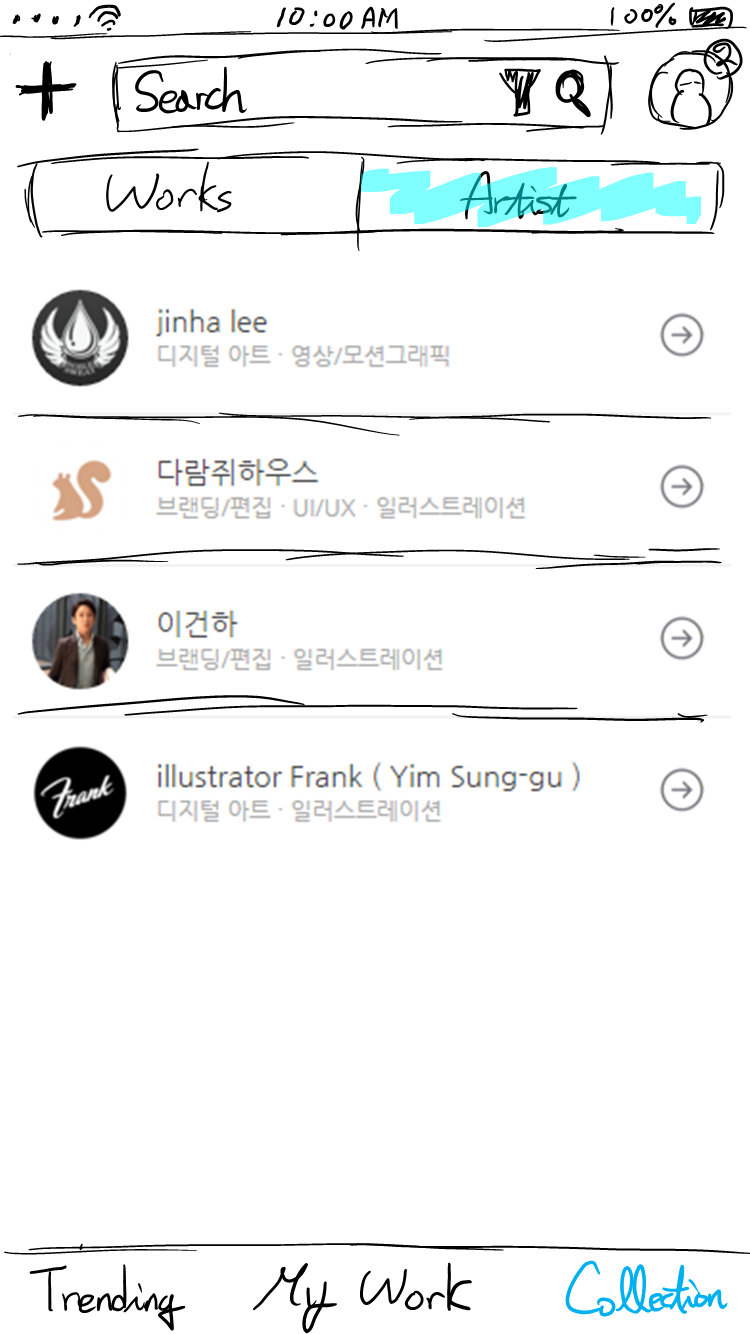 10:00 AM 100%
Search 2
Works Artist
jinha lee
디지털 아트 · 영상/모션그래픽
다람쥐하우스
브랜딩/편집 · UI/UX · 일러스트레이션
이건하
브랜딩/편집 · 일러스트레이션
Frank
illustrator Frank ( Yim Sung-gu )
디지털 아트 · 일러스트레이션
Trending My Work Collection